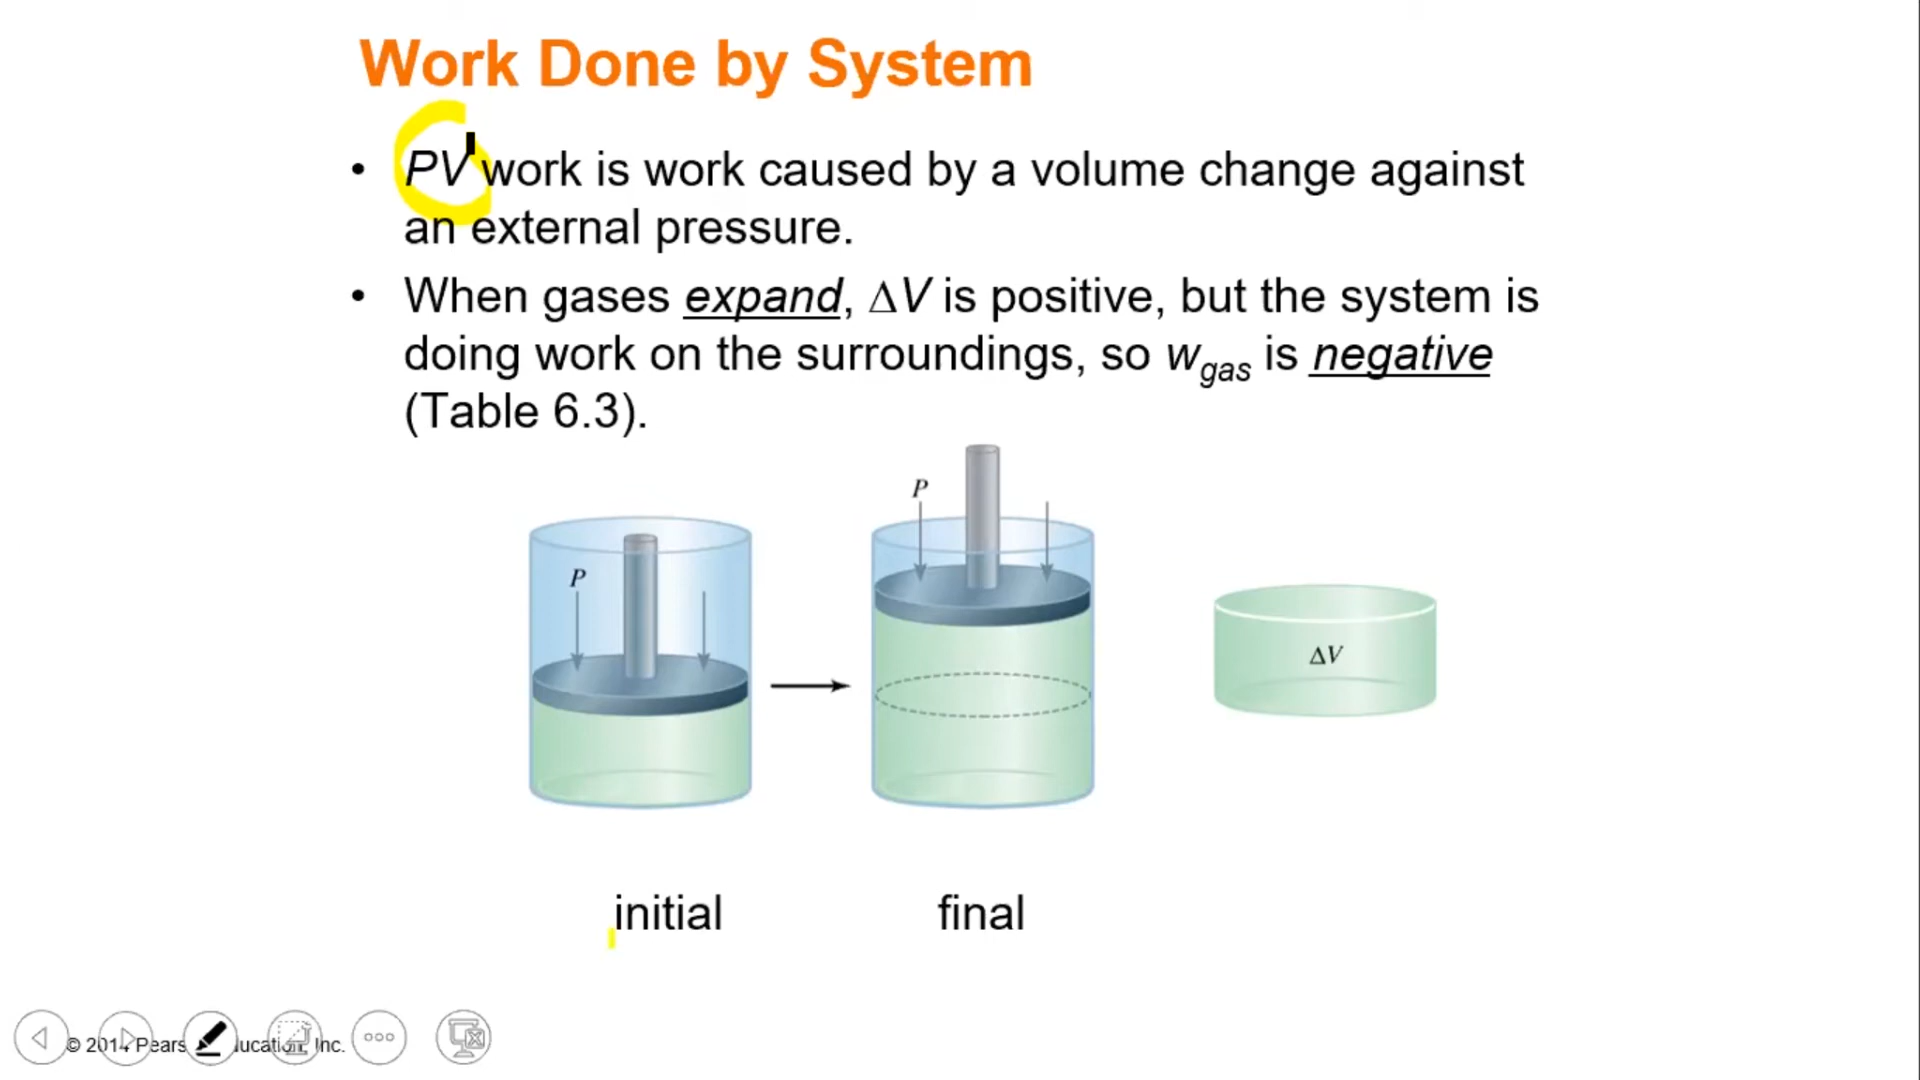 Work Done by System
• PV work is work caused by a volume change against
an external pressure.
• When gases expand, ΔV is positive, but the system is
doing work on the surroundings, so wgas is negative
(Table 6.3).
P
P
ΔV
initial
final
© 2014 Inc.